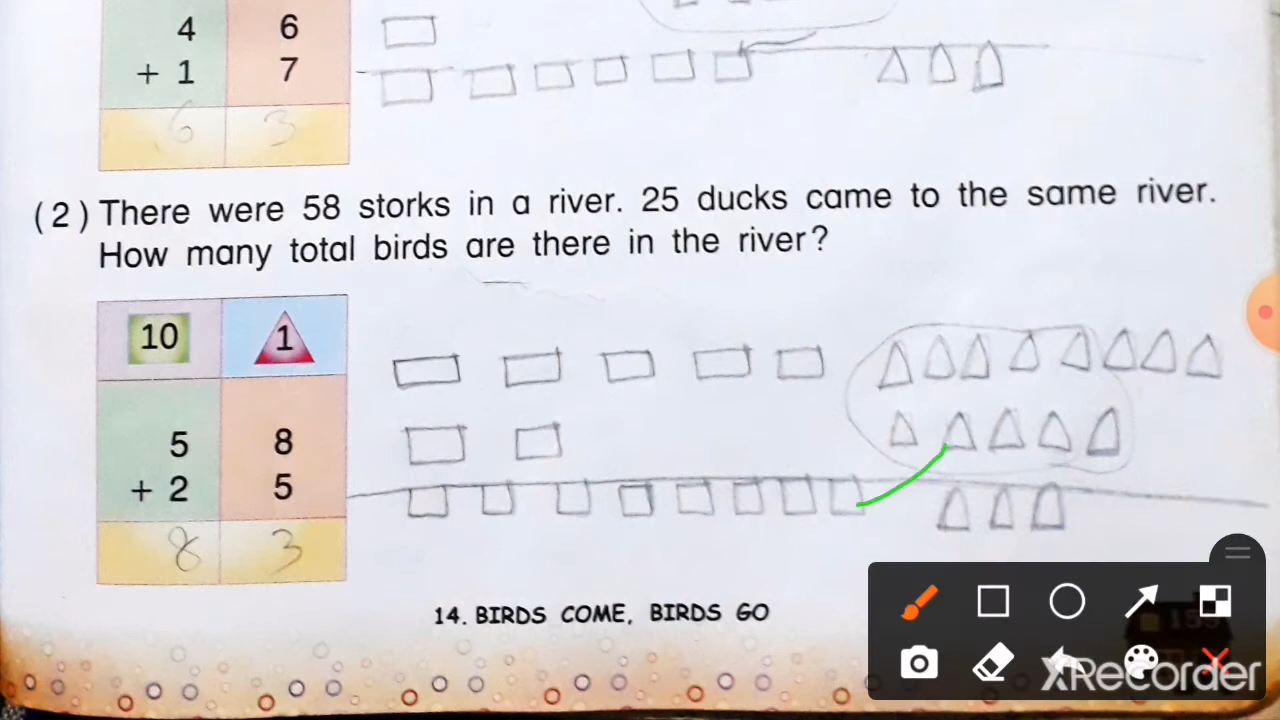 4 6
+ 1 7
6 3
(2) There were 58 storks in a river. 25 ducks came to the same river.
How many total birds are there in the river?
10 1
5 8
+ 2 5
8 3
14. BIRDS COME, BIRDS GO
XRecorder